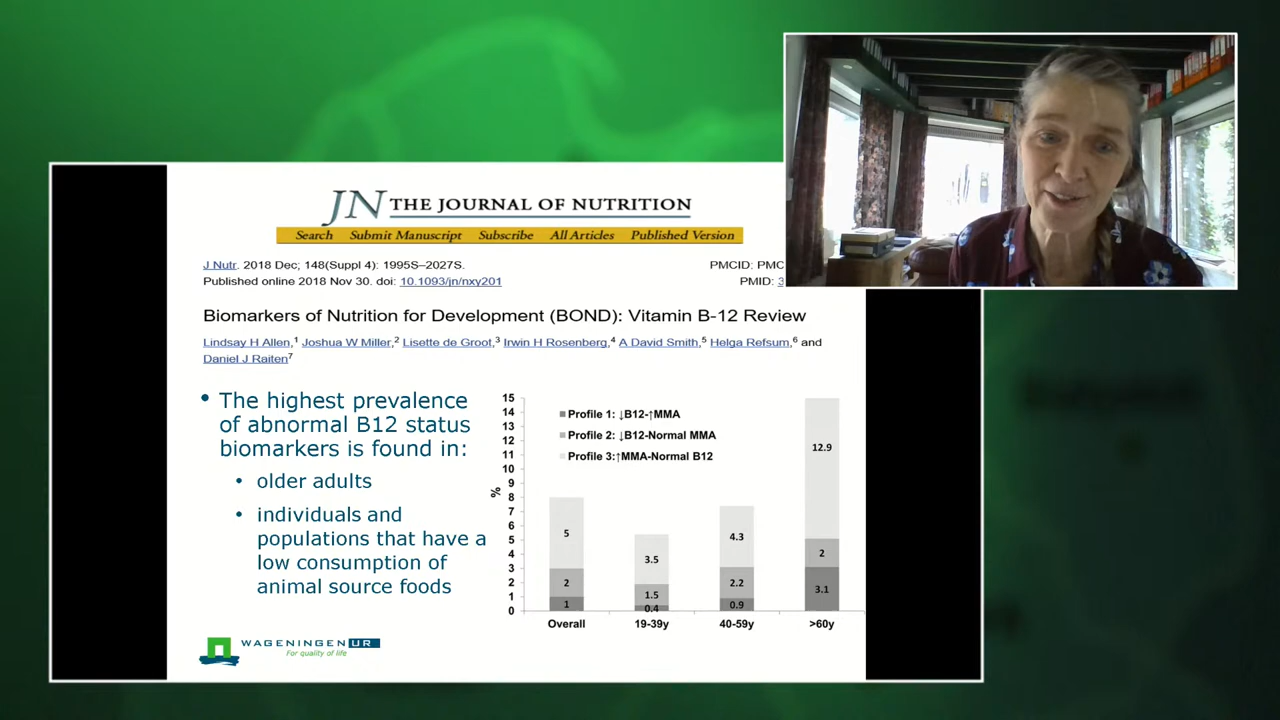 JN THE JOURNAL OF NUTRITION
Search Submit Manuscript Subscribe All Articles Published Version
J Nutr. 2018 Dec; 148(Suppl 4): 1995S–2027S.
PMCID: PMC
Published online 2018 Nov 30. doi: 10.1093/jn/nxy201
PMID: 3
Biomarkers of Nutrition for Development (BOND): Vitamin B-12 Review
Lindsay H Allen,1 Joshua W Miller,2 Lisette de Groot,3 Irwin H Rosenberg,4 A David Smith,5 Helga Refsum,6 and
Daniel J Raiten7
• The highest prevalence
of abnormal B12 status
biomarkers is found in:
• older adults
• individuals and
populations that have a
low consumption of
animal source foods
WAGENINGEN UR
For quality of life
%
15
14
13
12
11
10
9
8
7
6
5
4
3
2
1
0
Profile 1: ↓B12-↑MMA
Profile 2: ↓B12-Normal MMA
Profile 3:↑MMA-Normal B12
5
2
1
3.5
1.5
0.4
4.3
2.2
0.9
12.9
2
3.1
Overall
19-39y
40-59y
>60y